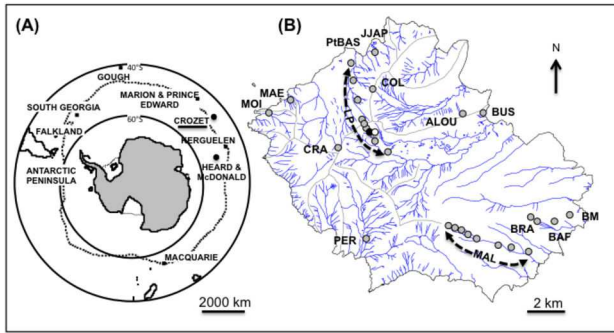 (A)
40°S
GOUGH
MARION & PRINCE
EDWARD
SOUTH GEORGIA
CROZET
60°S
FALKLAND
KERGUELEN
ANTARCTIC
PENINSULA
HEARD &
McDONALD
MACQUARIE
2000 km
(B)
JJAP
PtBAS
N
COL
MAE
MOI
ALOU
BUS
CRA
BM
BRA
BAF
PER
MAL
2 km